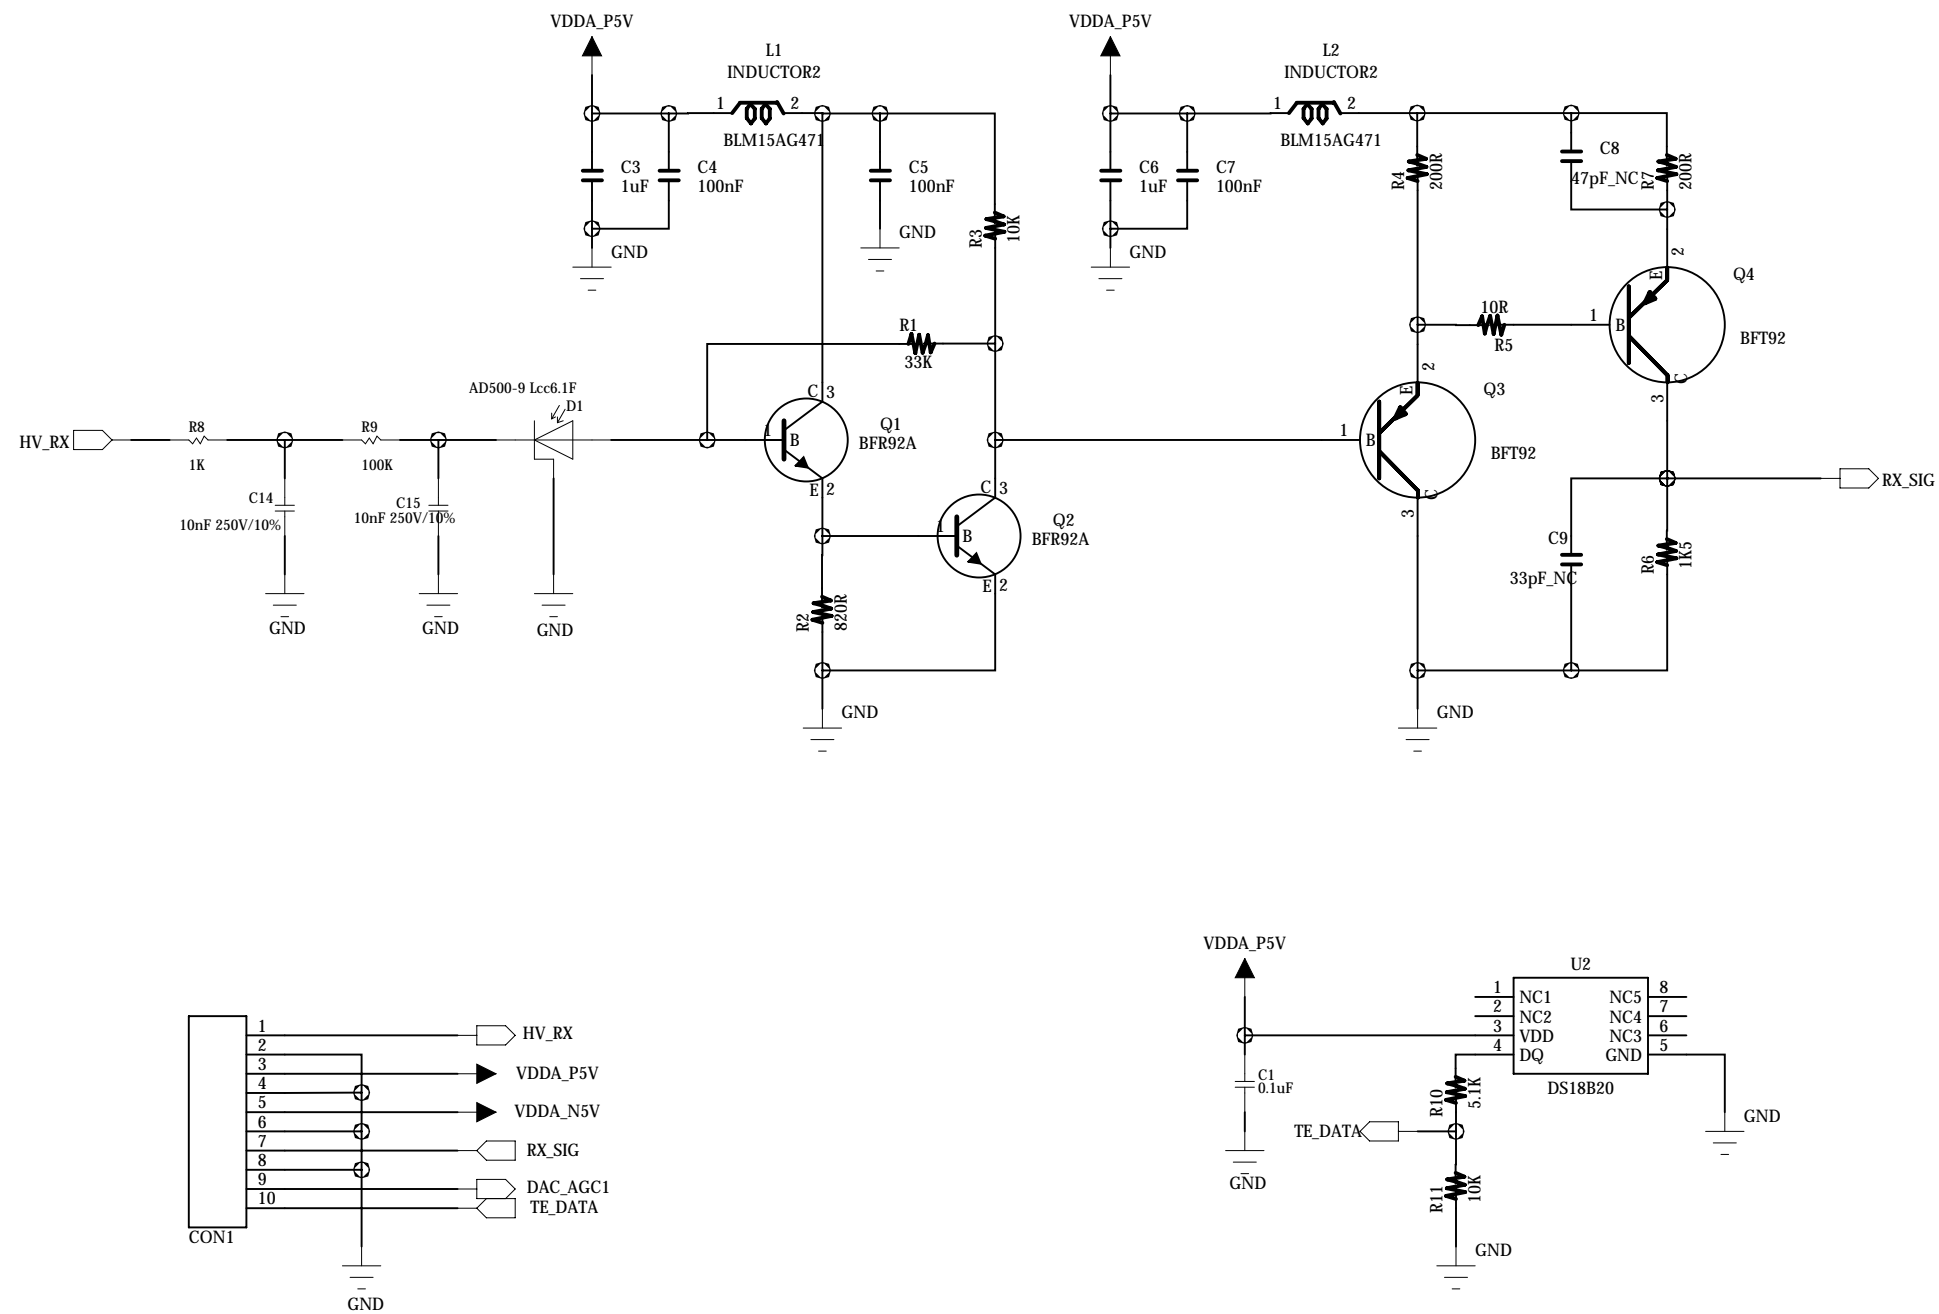 VDDA_P5V
L1
INDUCTOR2
1
2
BLM15AG471
C3
1uF
C4
100nF
C5
100nF
GND
GND
R3
10K
R1
33K
AD500-9 Lcc6.1F
D1
HV_RX
R8
1K
R9
100K
C14
10nF 250V/10%
C15
10nF 250V/10%
GND
GND
GND
C
3
1
B
E
2
Q1
BFR92A
C
3
1
B
E
2
Q2
BFR92A
R2
820R
GND
VDDA_P5V
L2
INDUCTOR2
1
2
BLM15AG471
C6
1uF
C7
100nF
GND
R4
200R
C8
47pF_NC
R7
200R
2
E
1
B
C
3
Q4
BFT92
10R
R5
2
E
1
B
C
3
Q3
BFT92
RX_SIG
C9
33pF_NC
R6
1K5
GND
1
2
3
4
5
6
7
8
9
10
HV_RX
VDDA_P5V
VDDA_N5V
RX_SIG
DAC_AGC1
TE_DATA
CON1
GND
VDDA_P5V
C1
0.1uF
GND
U2
1
NC1
NC5
8
2
NC2
NC4
7
3
VDD
NC3
6
4
DQ
GND
5
DS18B20
R10
5.1K
TE_DATA
R11
10K
GND
GND